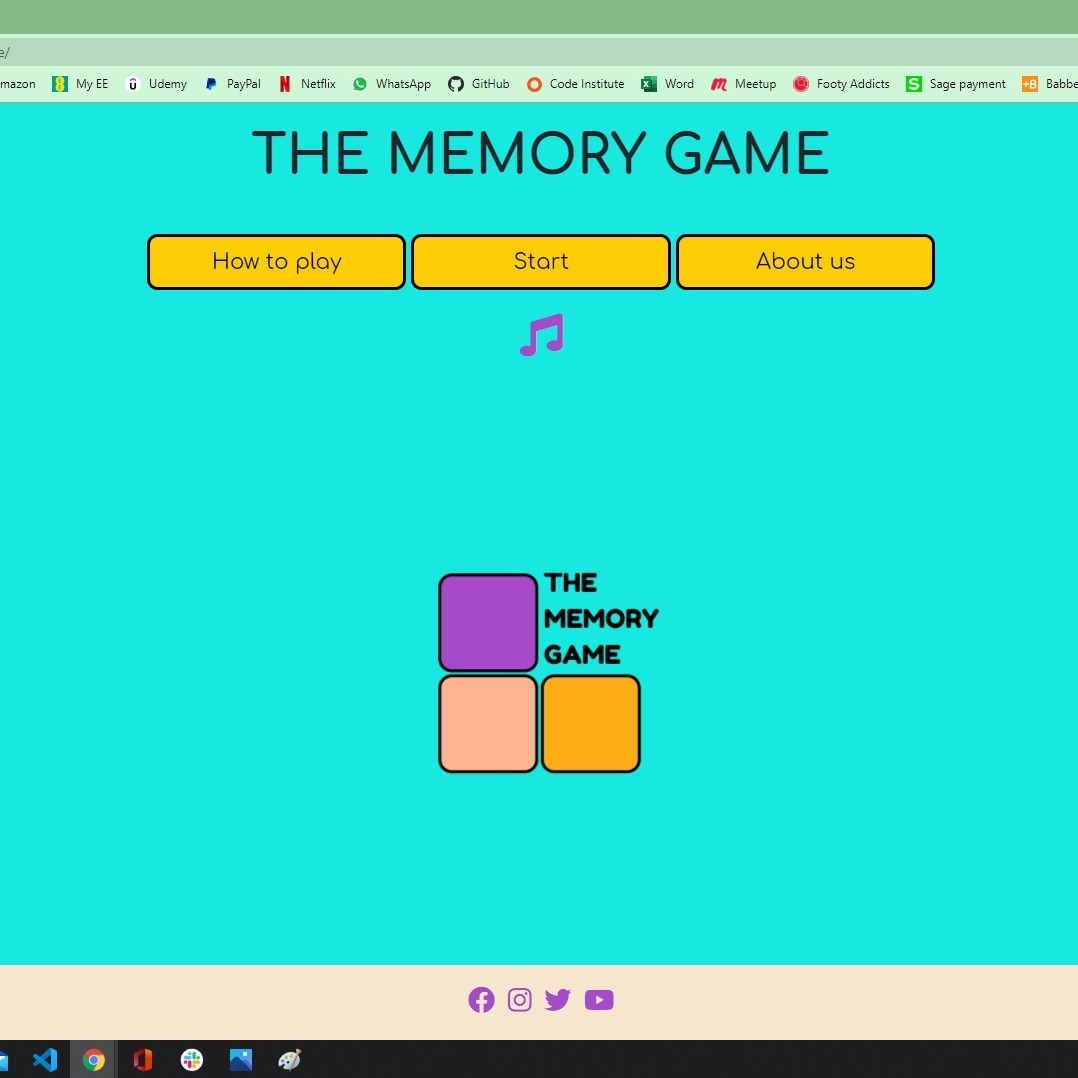 e/
mazon My EE Udemy PayPal Netflix WhatsApp GitHub Code Institute Word Meetup Footy Addicts Sage payment Babbe
THE MEMORY GAME
How to play Start About us
THE
MEMORY
GAME